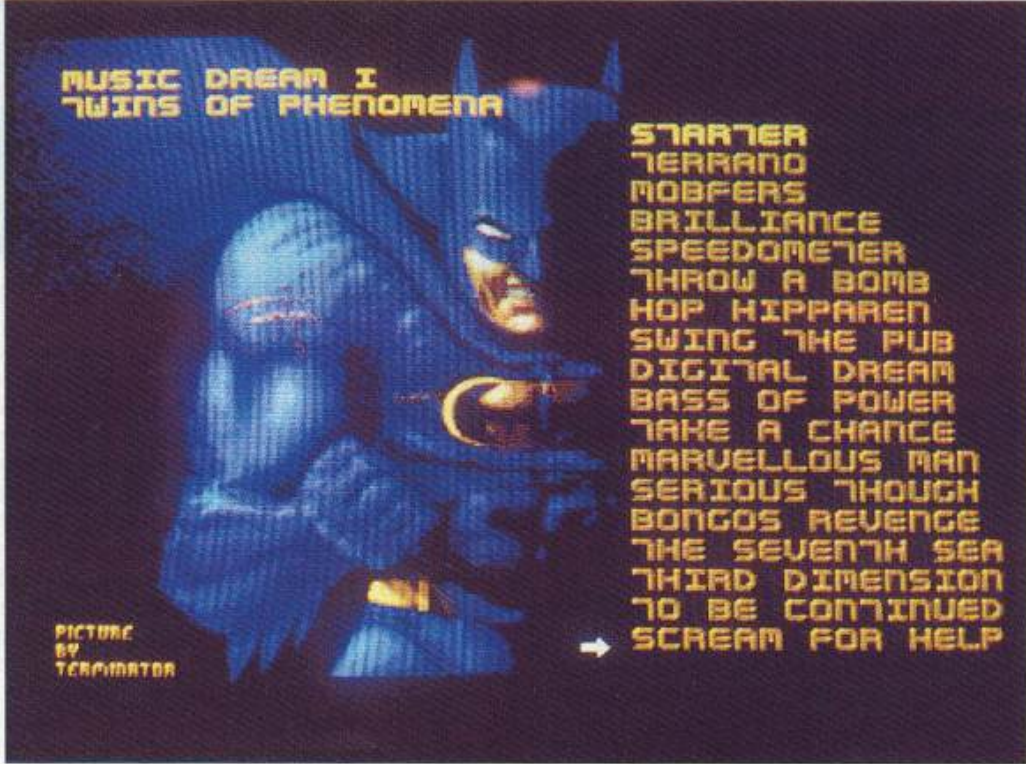 MUSIC DREAM I
TWINS OF PHENOMENA
STARTER
TERRANO
MOBFERS
BRILLIANCE
SPEEDOMETER
THROW A BOMB
HOP HIPPAREN
SWING THE PUB
DIGITAL DREAM
BASS OF POWER
TAKE A CHANCE
MARVELLOUS MAN
SERIOUS THOUGH
BONGOS REVENGE
THE SEVENTH SEA
THIRD DIMENSION
TO BE CONTINUED
SCREAM FOR HELP
PICTURE
BY
TERMINATOR